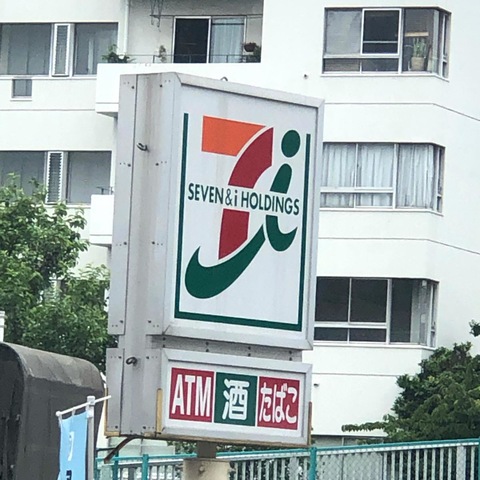 SEVEN&i HOLDINGS
ATM 酒 たばこ